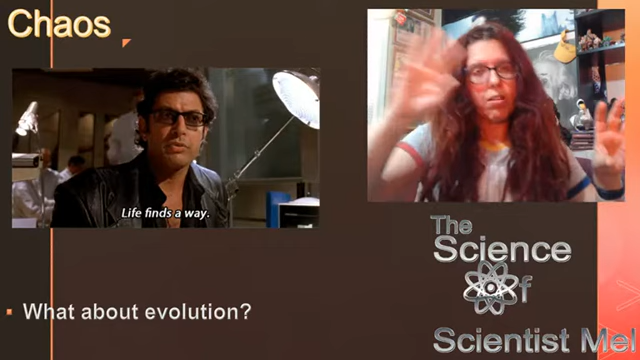 Chaos
Life finds a way.
What about evolution?
The
Science
of
Scientist Mel